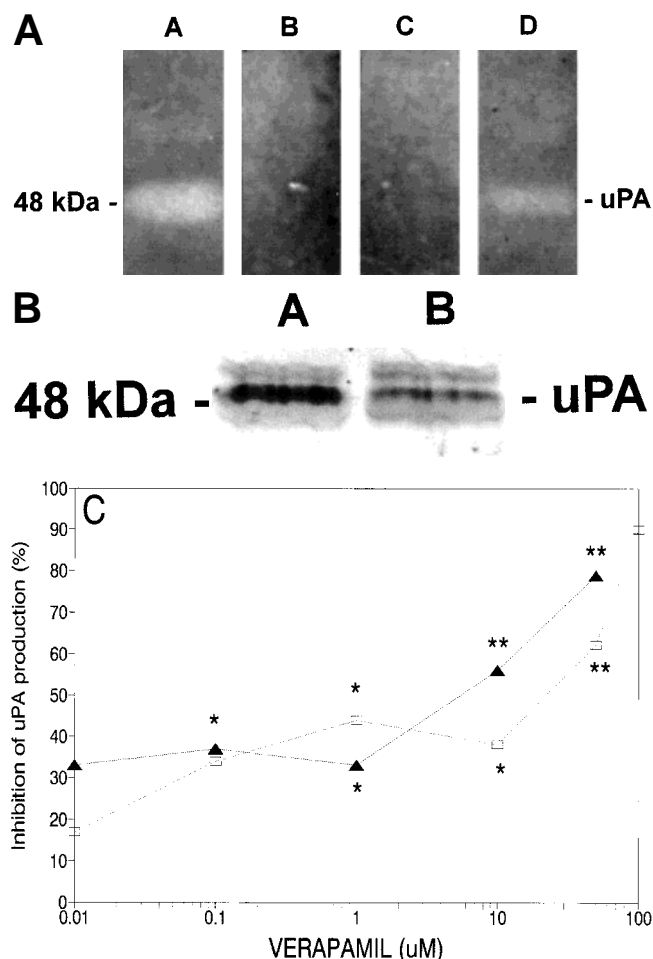 A
A B C D
48 kDa - - uPA
B
A B
48 kDa - - uPA
C
Inhibition of uPA production (%)
100
90
80
70
60
50
40
30
20
10
0
* * * * ** ** **
0.01 0.1 1 10 100
VERAPAMIL (uM)